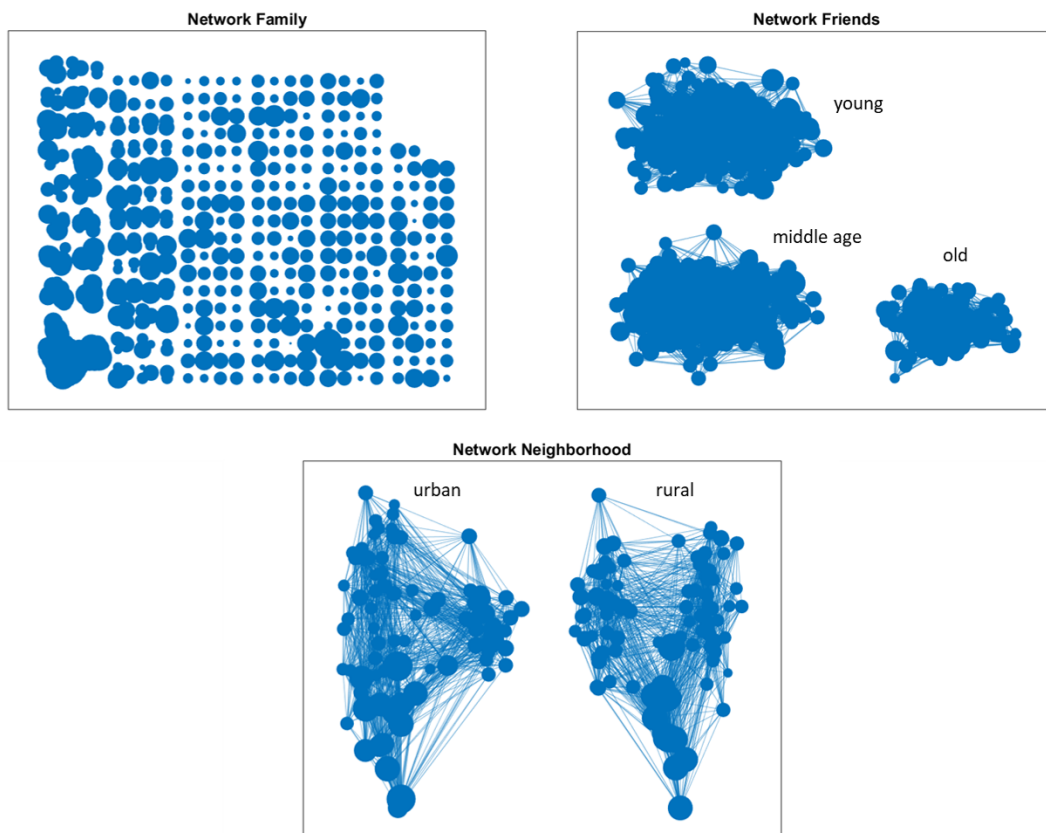 Network Family
Network Friends
young
middle age
old
Network Neighborhood
urban
rural